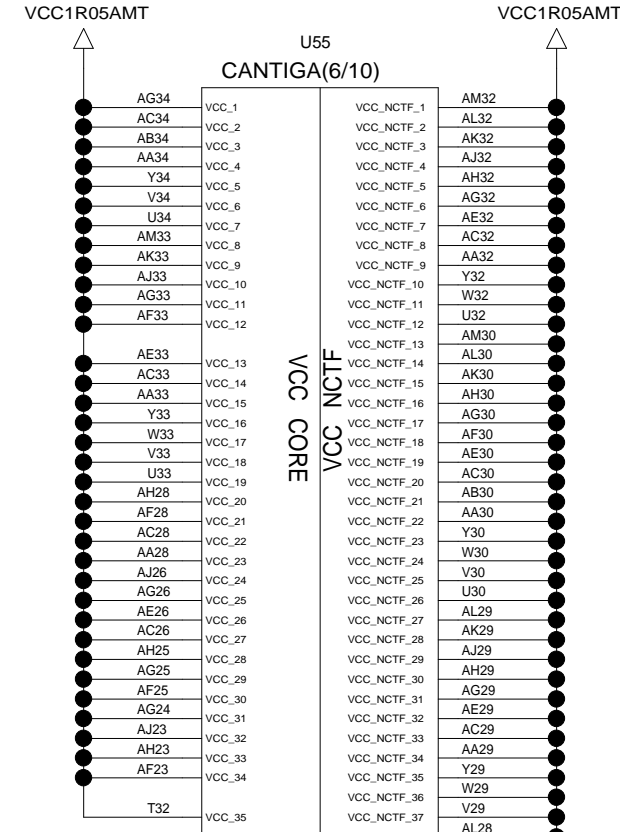 VCC1R05AMT VCC1R05AMT
U55
CANTIGA(6/10)
AG34 VCC_1 VCC_NCTF_1 AM32
AC34 VCC_2 VCC_NCTF_2 AL32
AB34 VCC_3 VCC_NCTF_3 AK32
AA34 VCC_4 VCC_NCTF_4 AJ32
Y34 VCC_5 VCC_NCTF_5 AH32
V34 VCC_6 VCC_NCTF_6 AG32
U34 VCC_7 VCC_NCTF_7 AE32
AM33 VCC_8 VCC_NCTF_8 AC32
AK33 VCC_9 VCC_NCTF_9 AA32
AJ33 VCC_10 VCC_NCTF_10 Y32
AG33 VCC_11 VCC_NCTF_11 W32
AF33 VCC_12 VCC_NCTF_12 U32
VCC_NCTF_13 AM30
AE33 VCC_13 VCC_NCTF_14 AL30
AC33 VCC_14 VCC_NCTF_15 AK30
AA33 VCC_15 VCC_NCTF_16 AH30
Y33 VCC_16 VCC_NCTF_17 AG30
W33 VCC_17 VCC_NCTF_18 AF30
V33 VCC_18 VCC_NCTF_19 AE30
U33 VCC_19 VCC_NCTF_20 AC30
AH28 VCC_20 VCC_NCTF_21 AB30
AF28 VCC_21 VCC_NCTF_22 AA30
AC28 VCC_22 VCC_NCTF_23 Y30
AA28 VCC_23 VCC_NCTF_24 W30
AJ26 VCC_24 VCC_NCTF_25 V30
AG26 VCC_25 VCC_NCTF_26 U30
AE26 VCC_26 VCC_NCTF_27 AL29
AC26 VCC_27 VCC_NCTF_28 AK29
AH25 VCC_28 VCC_NCTF_29 AJ29
AG25 VCC_29 VCC_NCTF_30 AH29
AF25 VCC_30 VCC_NCTF_31 AG29
AG24 VCC_31 VCC_NCTF_32 AE29
AJ23 VCC_32 VCC_NCTF_33 AC29
AH23 VCC_33 VCC_NCTF_34 AA29
AF23 VCC_34 VCC_NCTF_35 Y29
VCC_NCTF_36 W29
T32 VCC_35 VCC_NCTF_37 V29
AL28
VCC CORE
VCC NCTF